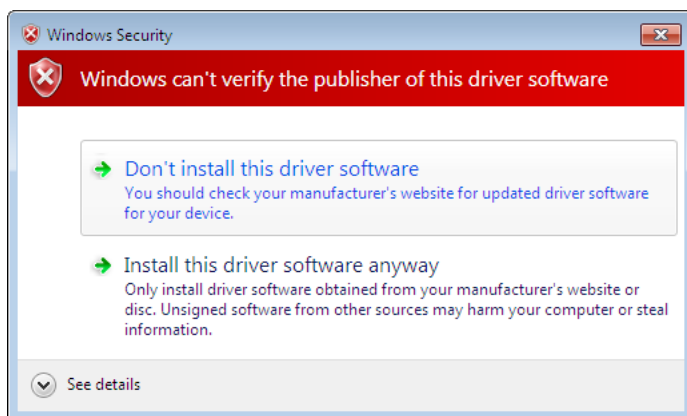 Windows Security
Windows can't verify the publisher of this driver software
Don't install this driver software
You should check your manufacturer's website for updated driver software
for your device.
Install this driver software anyway
Only install driver software obtained from your manufacturer's website or
disc. Unsigned software from other sources may harm your computer or steal
information.
See details